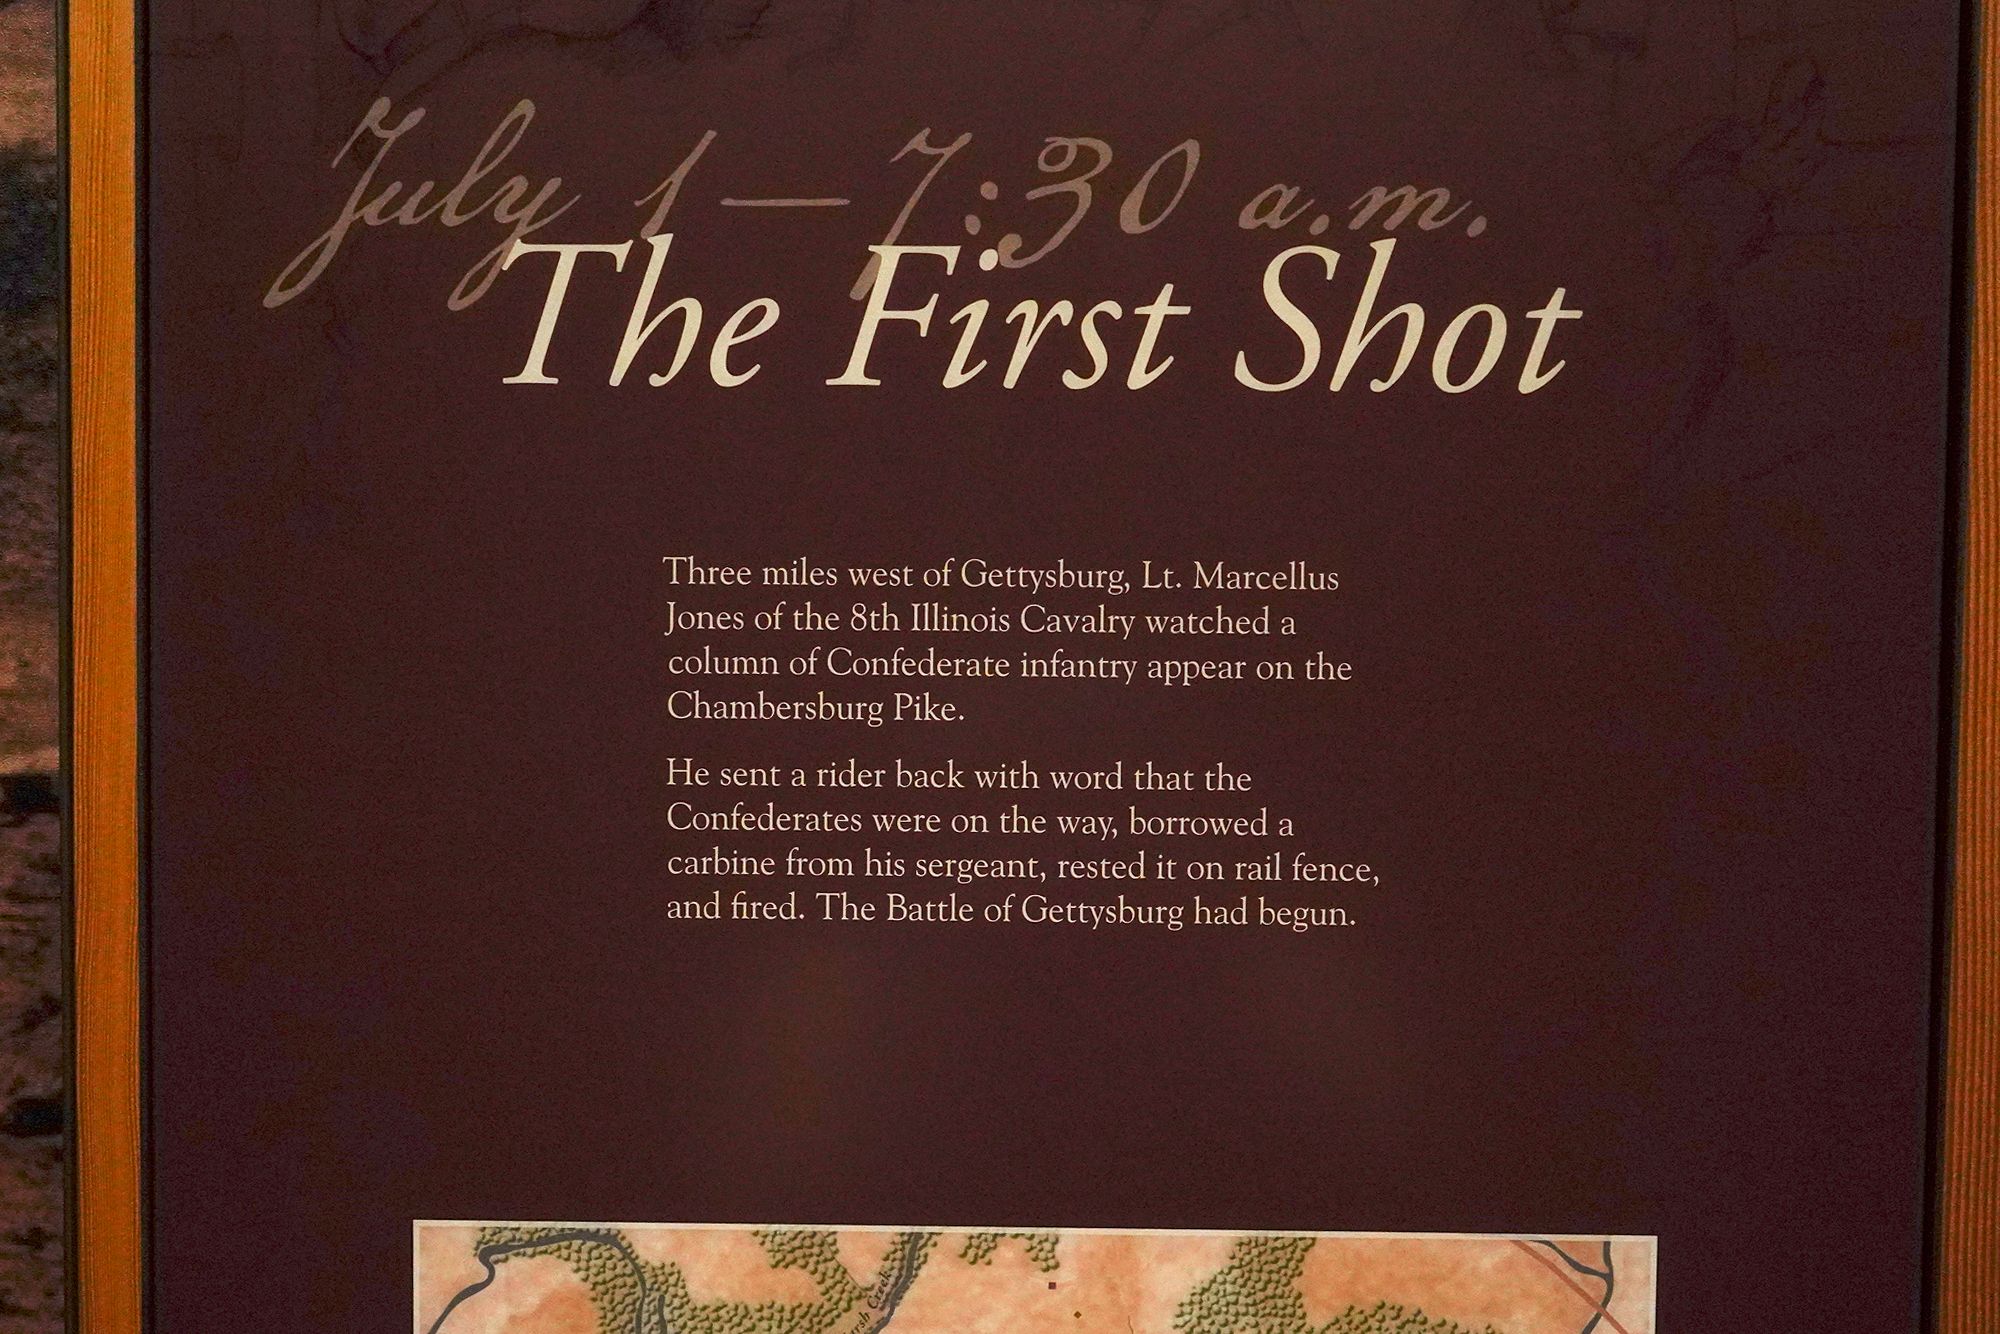 July 1 — 7:30 a.m.
The First Shot
Three miles west of Gettysburg, Lt. Marcellus
Jones of the 8th Illinois Cavalry watched a
column of Confederate infantry appear on the
Chambersburg Pike.
He sent a rider back with word that the
Confederates were on the way, borrowed a
carbine from his sergeant, rested it on rail fence,
and fired. The Battle of Gettysburg had begun.
Creek